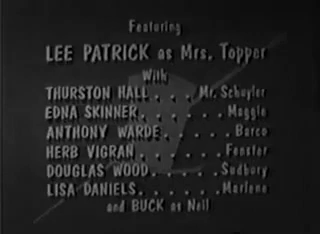 Featuring
LEE PATRICK as Mrs. Topper
With
THURSTON HALL . . . . Mr. Schuyler
EDNA SKINNER . . . . . . . Maggie
ANTHONY WARDE . . . . . Barco
HERB VIGRAN . . . . . . . Fenster
DOUGLAS WOOD . . . . . Sudbury
LISA DANIELS . . . . . . Marlene
and BUCK as Neil